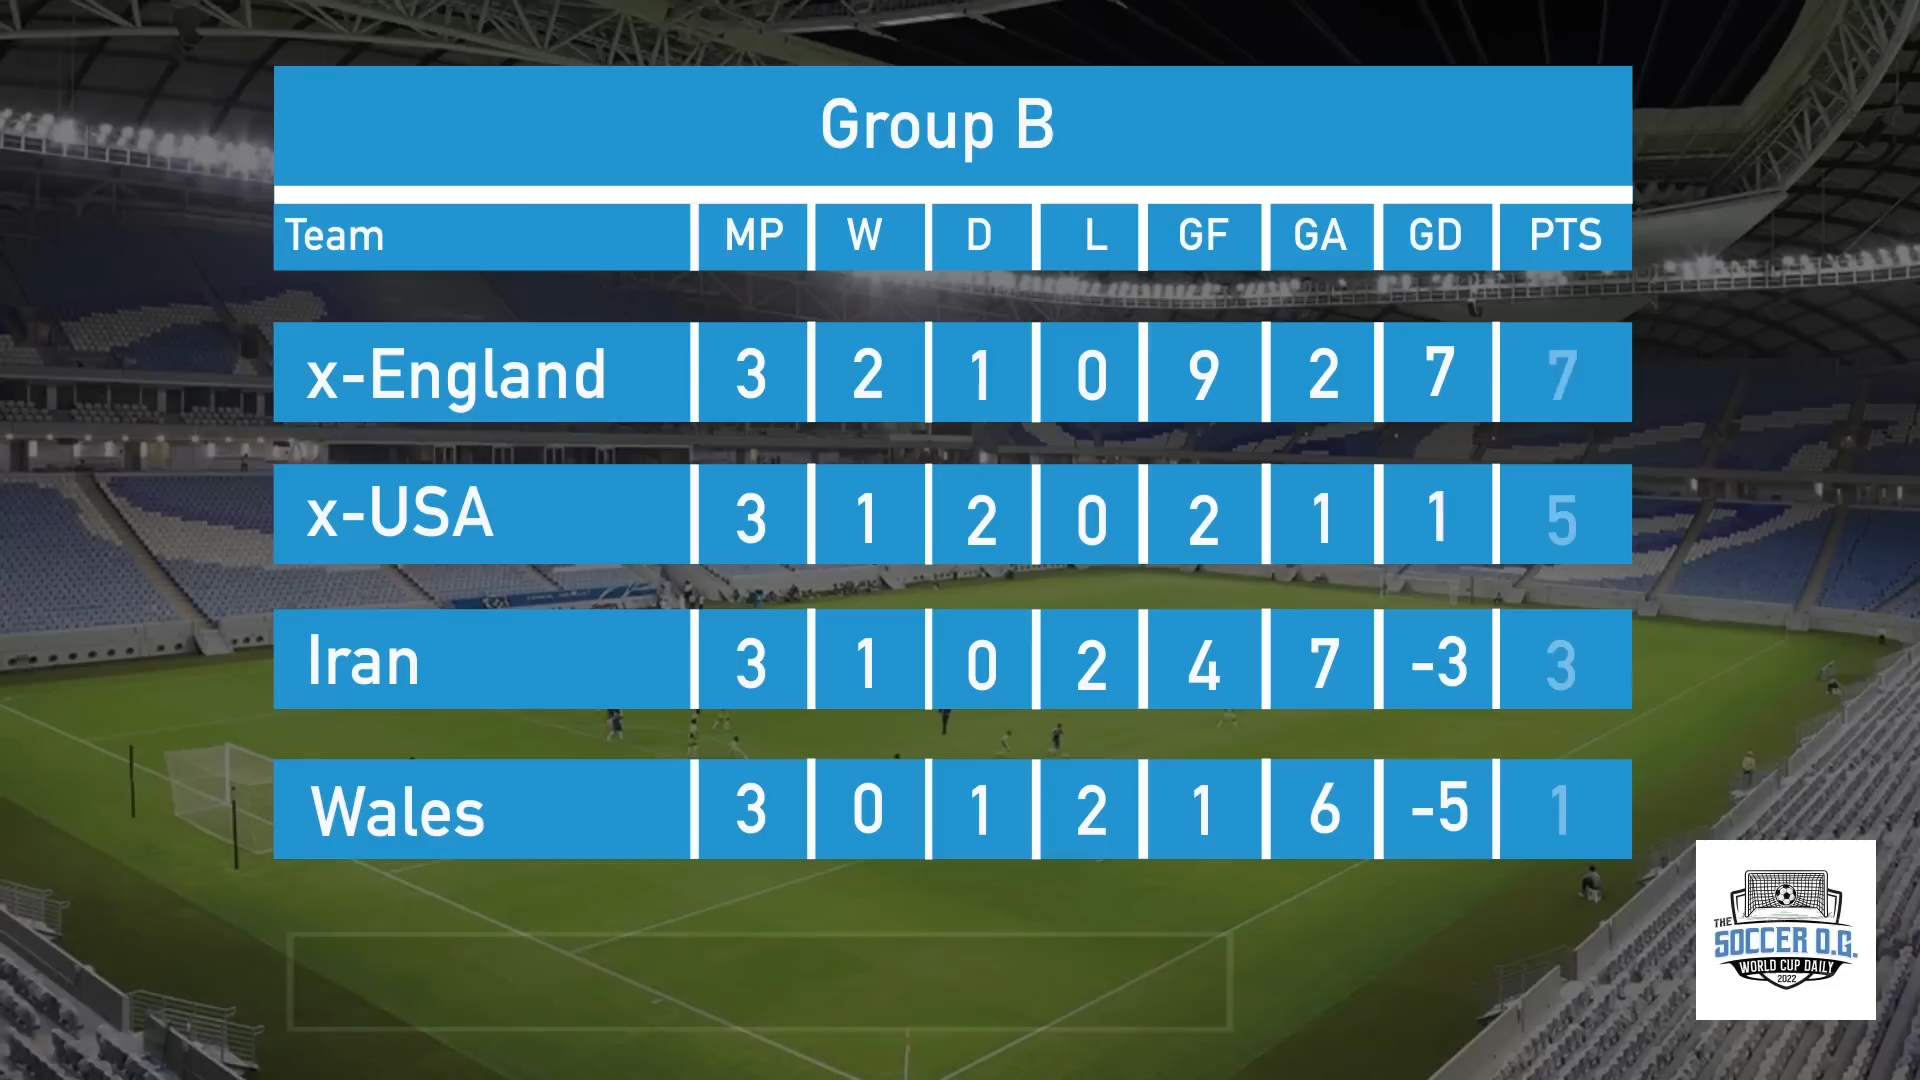 Group B
Team MP W D L GF GA GD PTS
x-England 3 2 1 0 9 2 7 7
x-USA 3 1 2 0 2 1 1 5
Iran 3 1 0 2 4 7 -3 3
Wales 3 0 1 2 1 6 -5 1
THE
SOCCER O.G.
WORLD CUP DAILY
2022